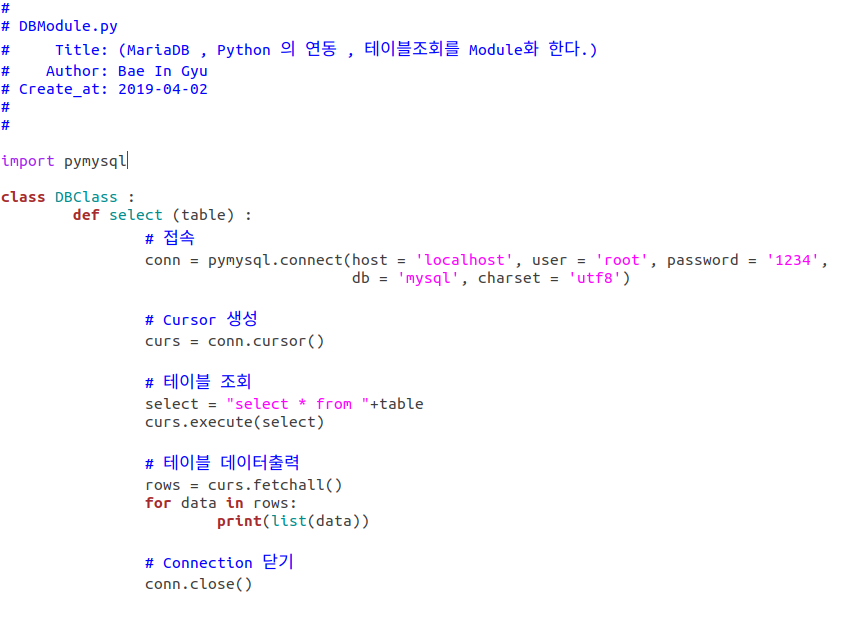 #
# DBModule.py
#     Title: (MariaDB , Python 의 연동 , 테이블조회를 Module화 한다.)
#    Author: Bae In Gyu
# Create_at: 2019-04-02
#
#
import pymysql
class DBClass :
        def select (table) :
                # 접속
                conn = pymysql.connect(host = 'localhost', user = 'root', password = '1234',
                                       db = 'mysql', charset = 'utf8')
                # Cursor 생성
                curs = conn.cursor()
                # 테이블 조회
                select = "select * from "+table
                curs.execute(select)
                # 테이블 데이터출력
                rows = curs.fetchall()
                for data in rows:
                        print(list(data))
                # Connection 닫기
                conn.close()